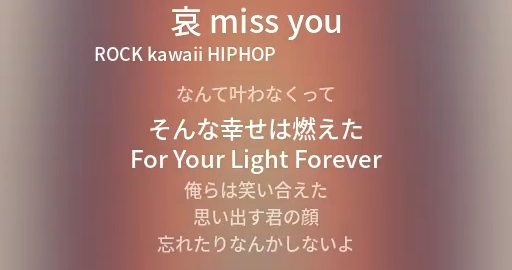 哀 miss you
ROCK kawaii HIPHOP
なんて叶わなくって
そんな幸せは燃えた
For Your Light Forever
俺らは笑い合えた
思い出す君の顔
忘れたりなんかしないよ